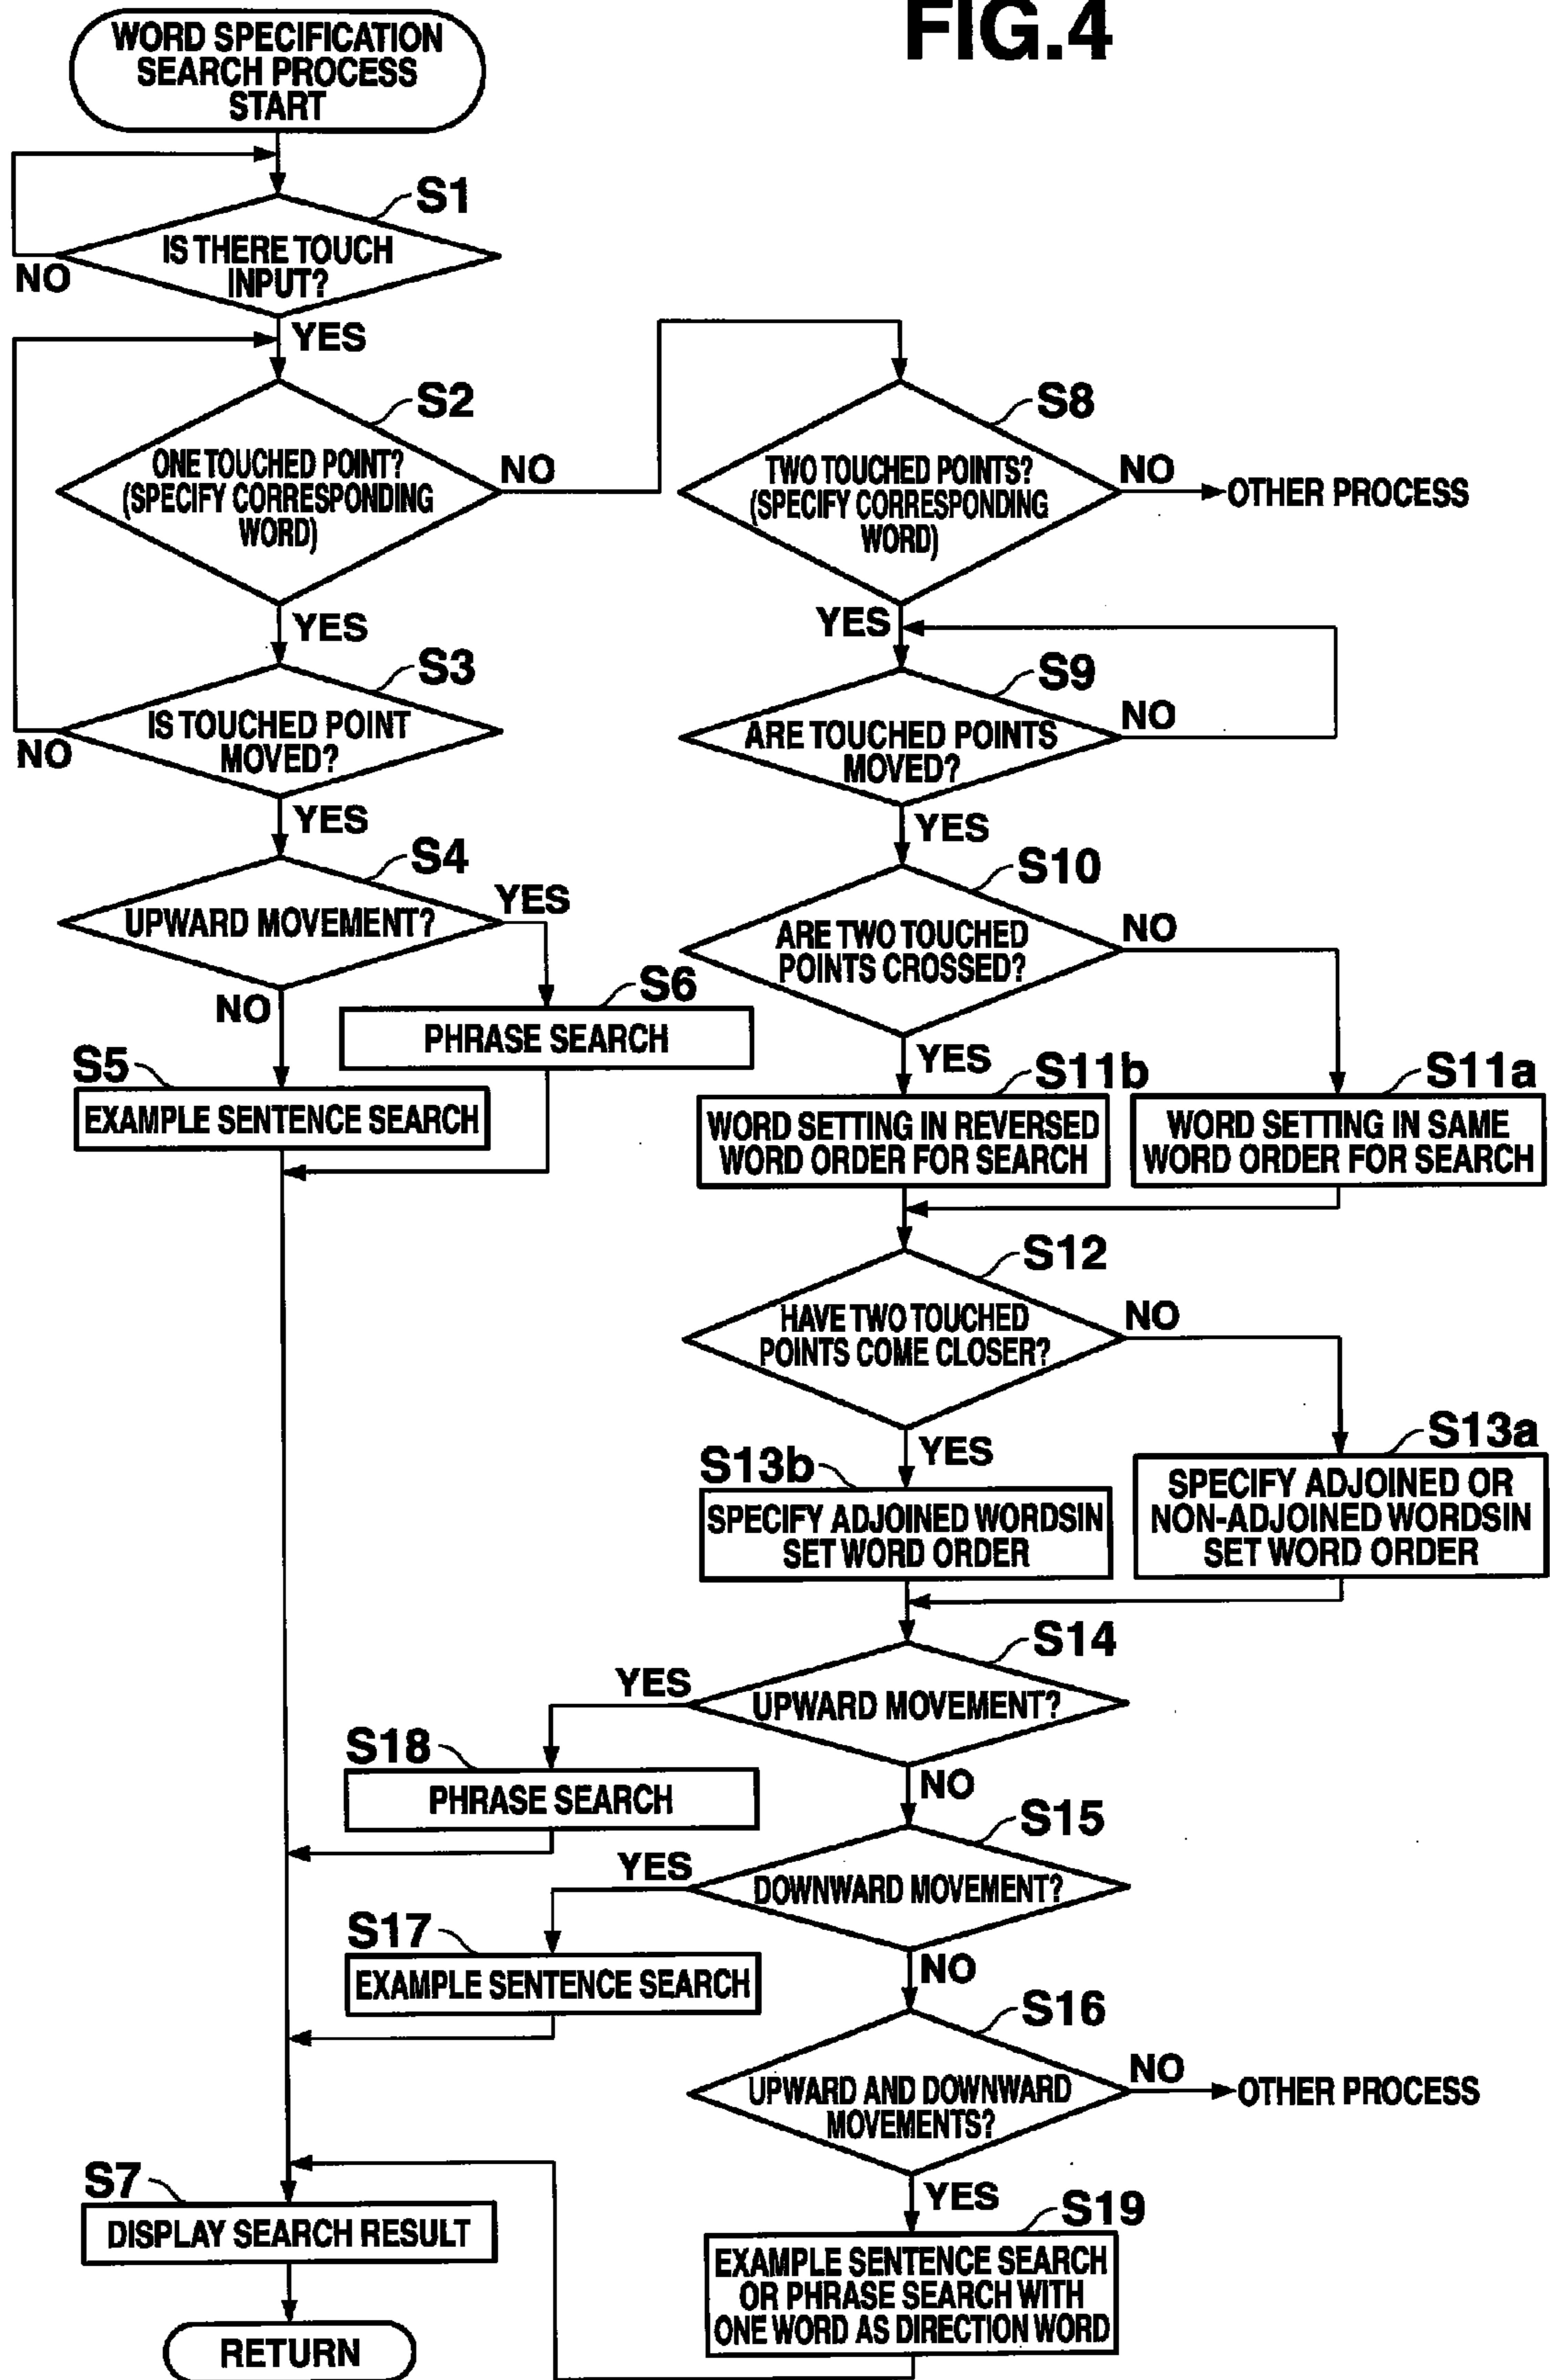 FIG.4
WORD SPECIFICATION
SEARCH PROCESS
START
S1
IS THERE TOUCH
INPUT?
NO
YES
S2
ONE TOUCHED POINT?
(SPECIFY CORRESPONDING
WORD)
NO
YES
S3
IS TOUCHED POINT
MOVED?
NO
YES
S4
UPWARD MOVEMENT?
YES
NO
S6
PHRASE SEARCH
S5
EXAMPLE SENTENCE SEARCH
S8
TWO TOUCHED POINTS?
(SPECIFY CORRESPONDING
WORD)
NO
OTHER PROCESS
YES
S9
ARE TOUCHED POINTS
MOVED?
NO
YES
S10
ARE TWO TOUCHED
POINTS CROSSED?
NO
YES
S11b
WORD SETTING IN REVERSED
WORD ORDER FOR SEARCH
S11a
WORD SETTING IN SAME
WORD ORDER FOR SEARCH
S12
HAVE TWO TOUCHED
POINTS COME CLOSER?
NO
YES
S13b
SPECIFY ADJOINED WORDSIN
SET WORD ORDER
S13a
SPECIFY ADJOINED OR
NON-ADJOINED WORDSIN
SET WORD ORDER
S14
UPWARD MOVEMENT?
YES
NO
S18
PHRASE SEARCH
S15
DOWNWARD MOVEMENT?
YES
NO
S17
EXAMPLE SENTENCE SEARCH
S16
UPWARD AND DOWNWARD
MOVEMENTS?
NO
OTHER PROCESS
YES
S19
EXAMPLE SENTENCE SEARCH
OR PHRASE SEARCH WITH
ONE WORD AS DIRECTION WORD
S7
DISPLAY SEARCH RESULT
RETURN